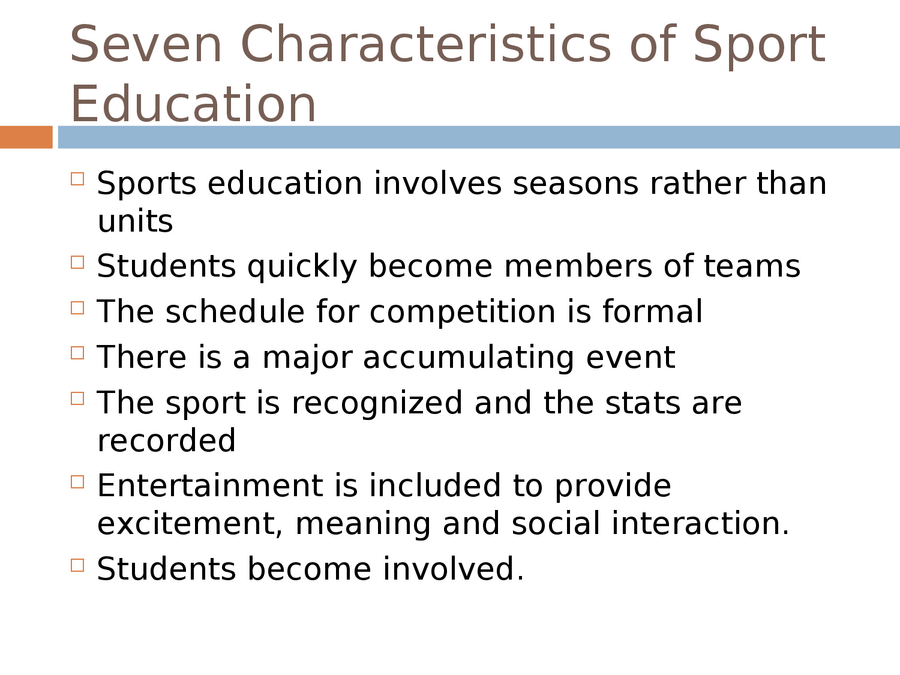 Seven Characteristics of Sport
Education
Sports education involves seasons rather than
units
Students quickly become members of teams
The schedule for competition is formal
There is a major accumulating event
The sport is recognized and the stats are
recorded
Entertainment is included to provide
excitement, meaning and social interaction.
Students become involved.